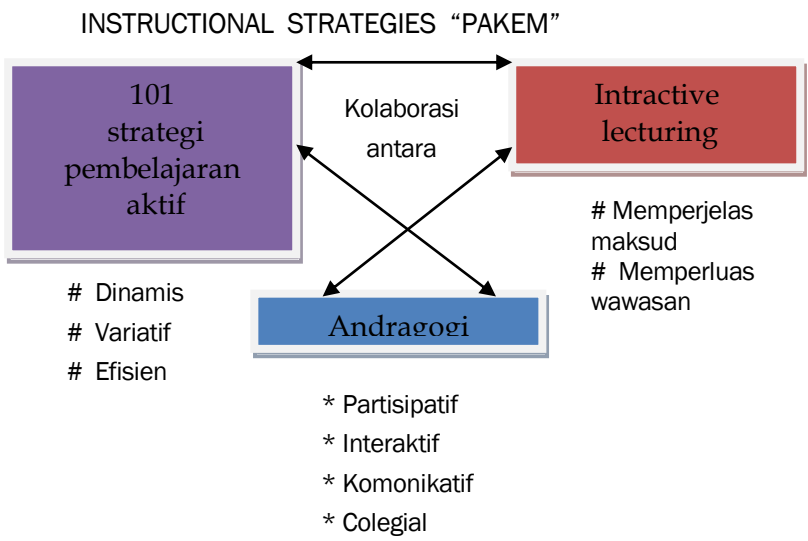 INSTRUCTIONAL STRATEGIES “PAKEM”
101
strategi
pembelajaran
aktif
Kolaborasi
antara
Intractive
lecturing
# Memperjelas
maksud
# Memperluas
wawasan
# Dinamis
# Variatif
# Efisien
Andragogi
* Partisipatif
* Interaktif
* Komonikatif
* Colegial